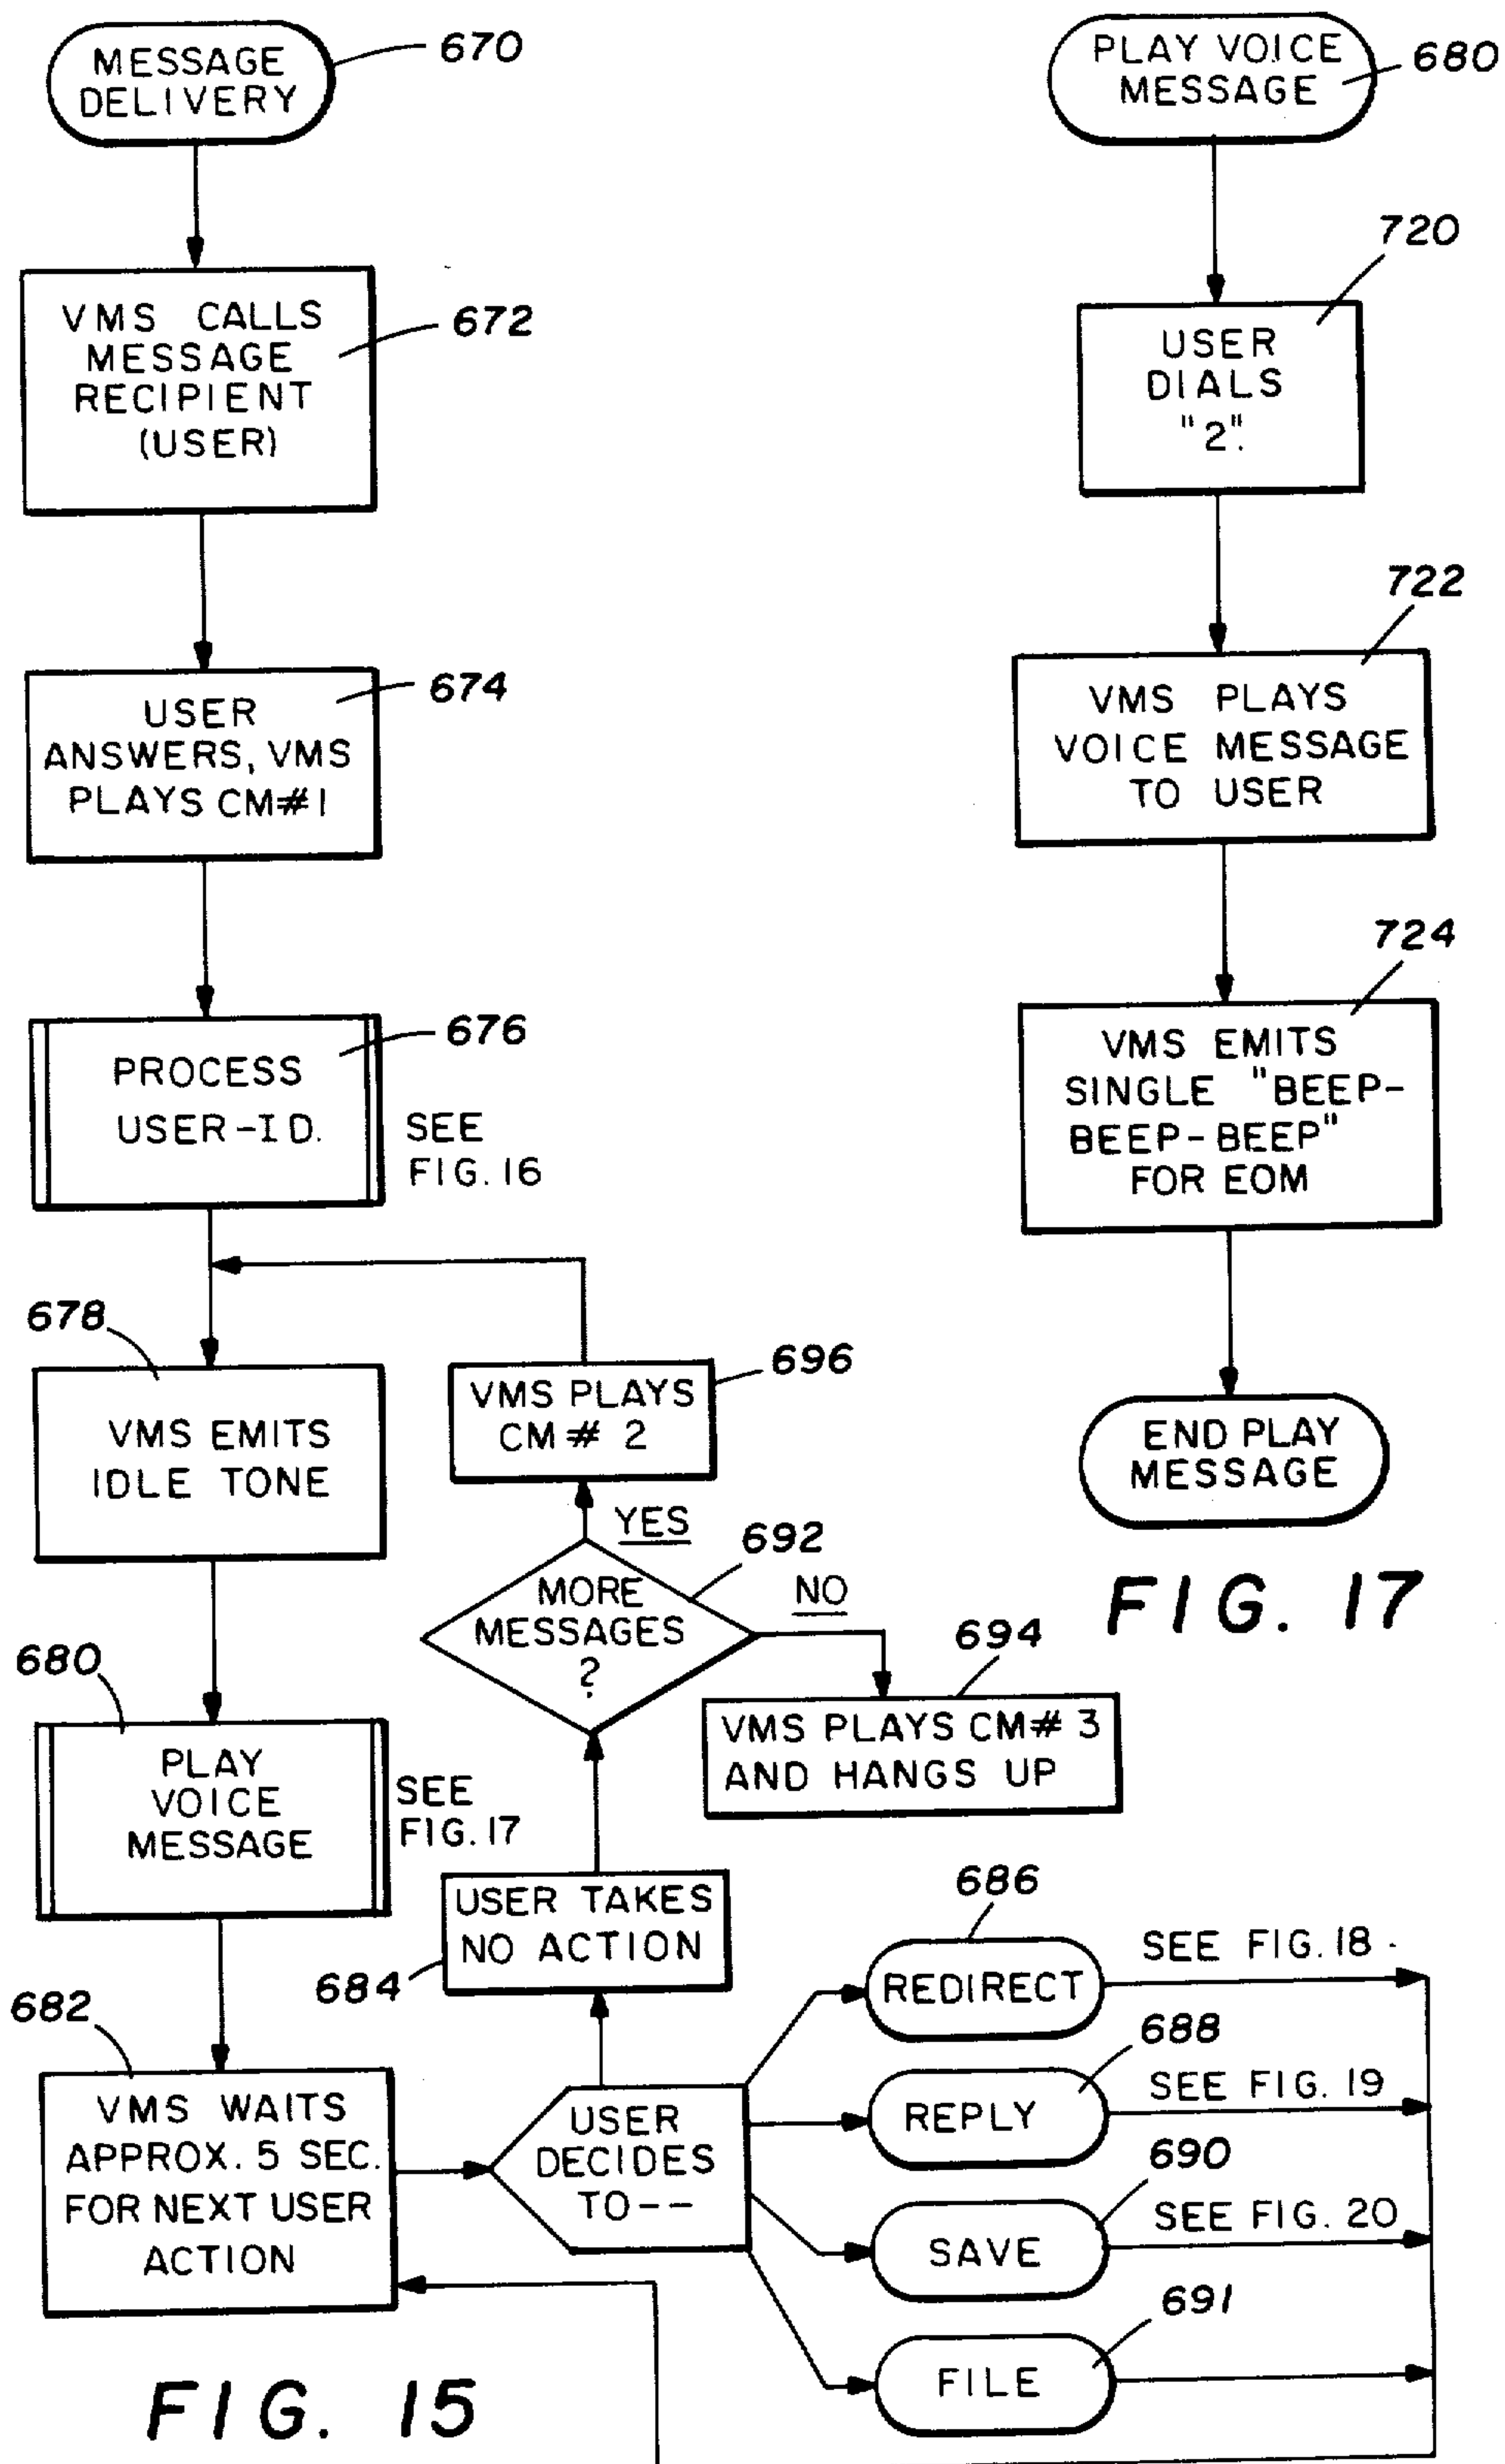 MESSAGE
DELIVERY
670
VMS CALLS
MESSAGE
RECIPIENT
(USER)
672
USER
ANSWERS, VMS
PLAYS CM#1
674
PROCESS
USER-ID.
676
SEE
FIG. 16
678
VMS EMITS
IDLE TONE
VMS PLAYS
CM# 2
696
YES
MORE
MESSAGES
?
692
NO
694
VMS PLAYS CM# 3
AND HANGS UP
680
PLAY
VOICE
MESSAGE
SEE
FIG. 17
USER TAKES
NO ACTION
684
682
VMS WAITS
APPROX. 5 SEC.
FOR NEXT USER
ACTION
USER
DECIDES
TO--
686
REDIRECT
SEE FIG. 18
688
REPLY
SEE FIG. 19
690
SAVE
SEE FIG. 20
691
FILE
FIG. 15
PLAY VOICE
MESSAGE
680
720
USER
DIALS
"2".
722
VMS PLAYS
VOICE MESSAGE
TO USER
724
VMS EMITS
SINGLE "BEEP-
BEEP-BEEP"
FOR EOM
END PLAY
MESSAGE
FIG. 17